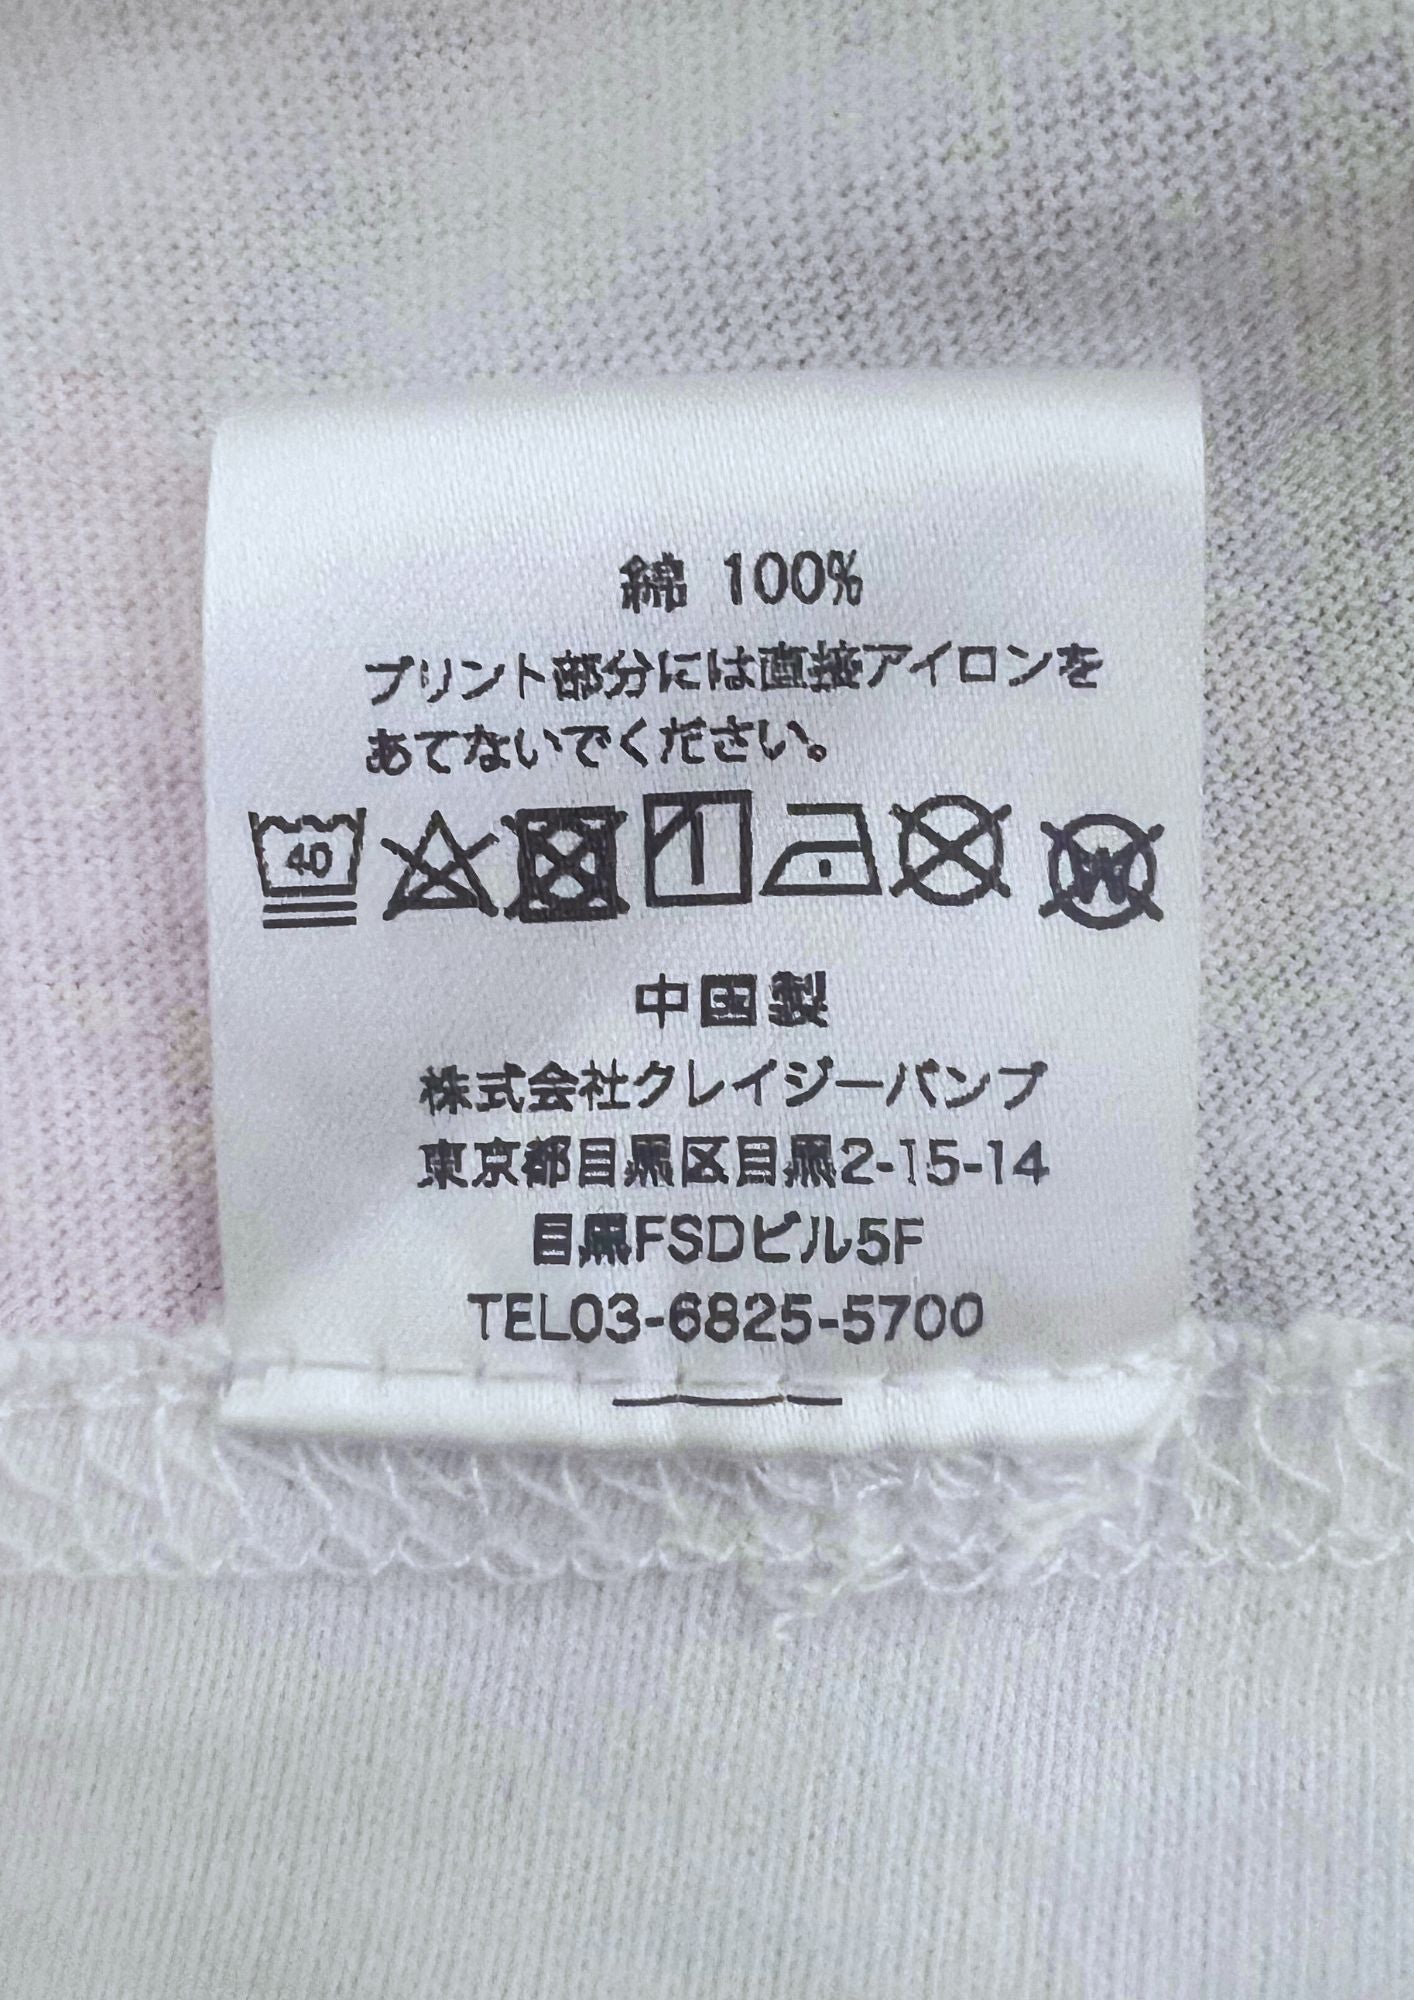 綿 100%
プリント部分には直接アイロンを
あてないでください。
40
W
中国製
株式会社クレイジーバンプ
東京都目黒区目黒2-15-14
目黒FSDビル5F
TEL03-6825-5700